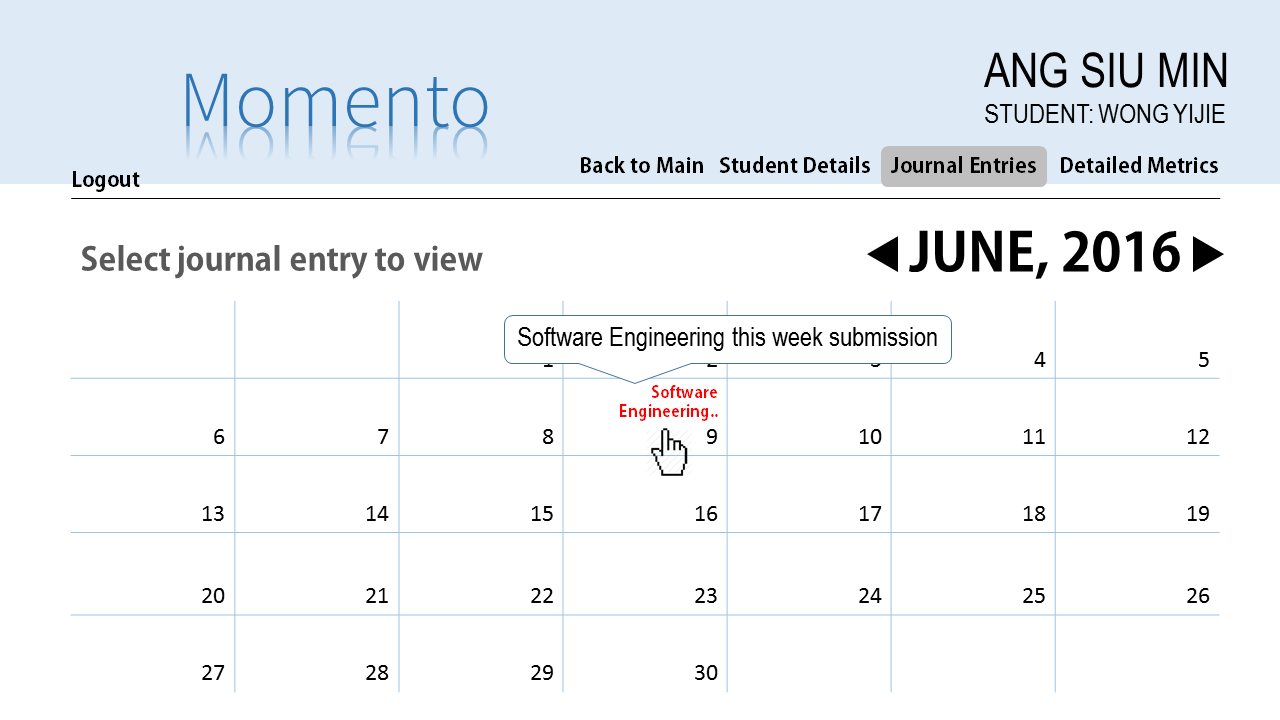 Momento
ANG SIU MIN
STUDENT: WONG YIJIE
Logout
Back to Main Student Details Journal Entries Detailed Metrics
Select journal entry to view
JUNE, 2016
Software Engineering this week submission
1 2 3 4 5
Software
Engineering..
6 7 8 9 10 11 12
13 14 15 16 17 18 19
20 21 22 23 24 25 26
27 28 29 30